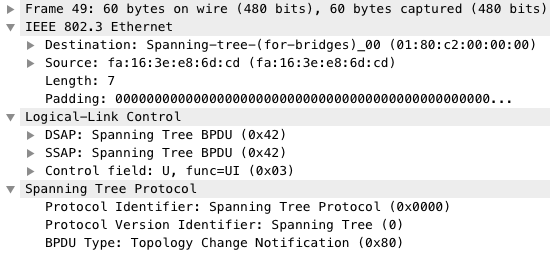 Frame 49: 60 bytes on wire (480 bits), 60 bytes captured (480 bits)
IEEE 802.3 Ethernet
Destination: Spanning-tree-(for-bridges)_00 (01:80:c2:00:00:00)
Source: fa:16:3e:e8:6d:cd (fa:16:3e:e8:6d:cd)
Length: 7
Padding: 00000000000000000000000000000000000000000000000000...
Logical-Link Control
DSAP: Spanning Tree BPDU (0x42)
SSAP: Spanning Tree BPDU (0x42)
Control field: U, func=UI (0x03)
Spanning Tree Protocol
Protocol Identifier: Spanning Tree Protocol (0x0000)
Protocol Version Identifier: Spanning Tree (0)
BPDU Type: Topology Change Notification (0x80)